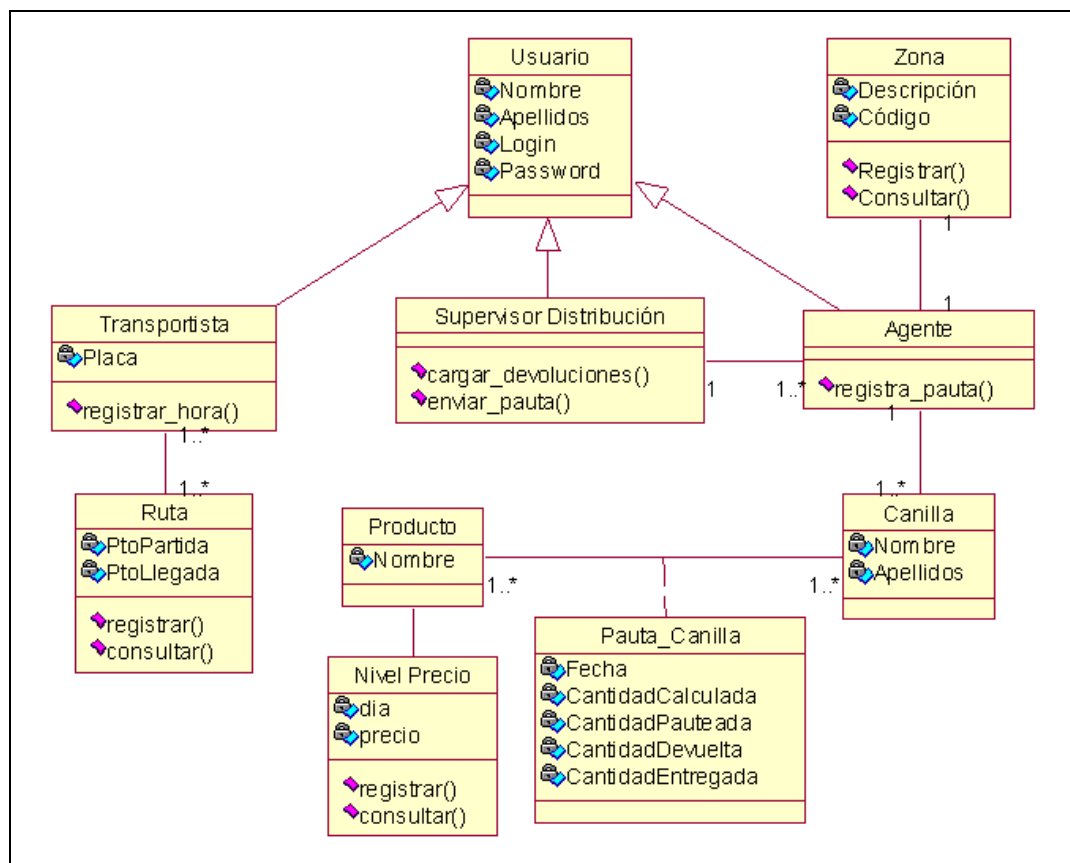 Usuario
Nombre
Apellidos
Login
Password
Zona
Descripción
Código
Registrar()
Consultar()
1
1
Transportista
Placa
registrar_hora()
1..*
Supervisor Distribución
cargar_devoluciones()
enviar_pauta()
1
1..*
Agente
registra_pauta()
1
1..*
Ruta
PtoPartida
PtoLlegada
registrar()
consultar()
Producto
Nombre
1..*
1..*
1..*
Canilla
Nombre
Apellidos
Nivel Precio
dia
precio
registrar()
consultar()
Pauta_Canilla
Fecha
CantidadCalculada
CantidadPauteada
CantidadDevuelta
CantidadEntregada